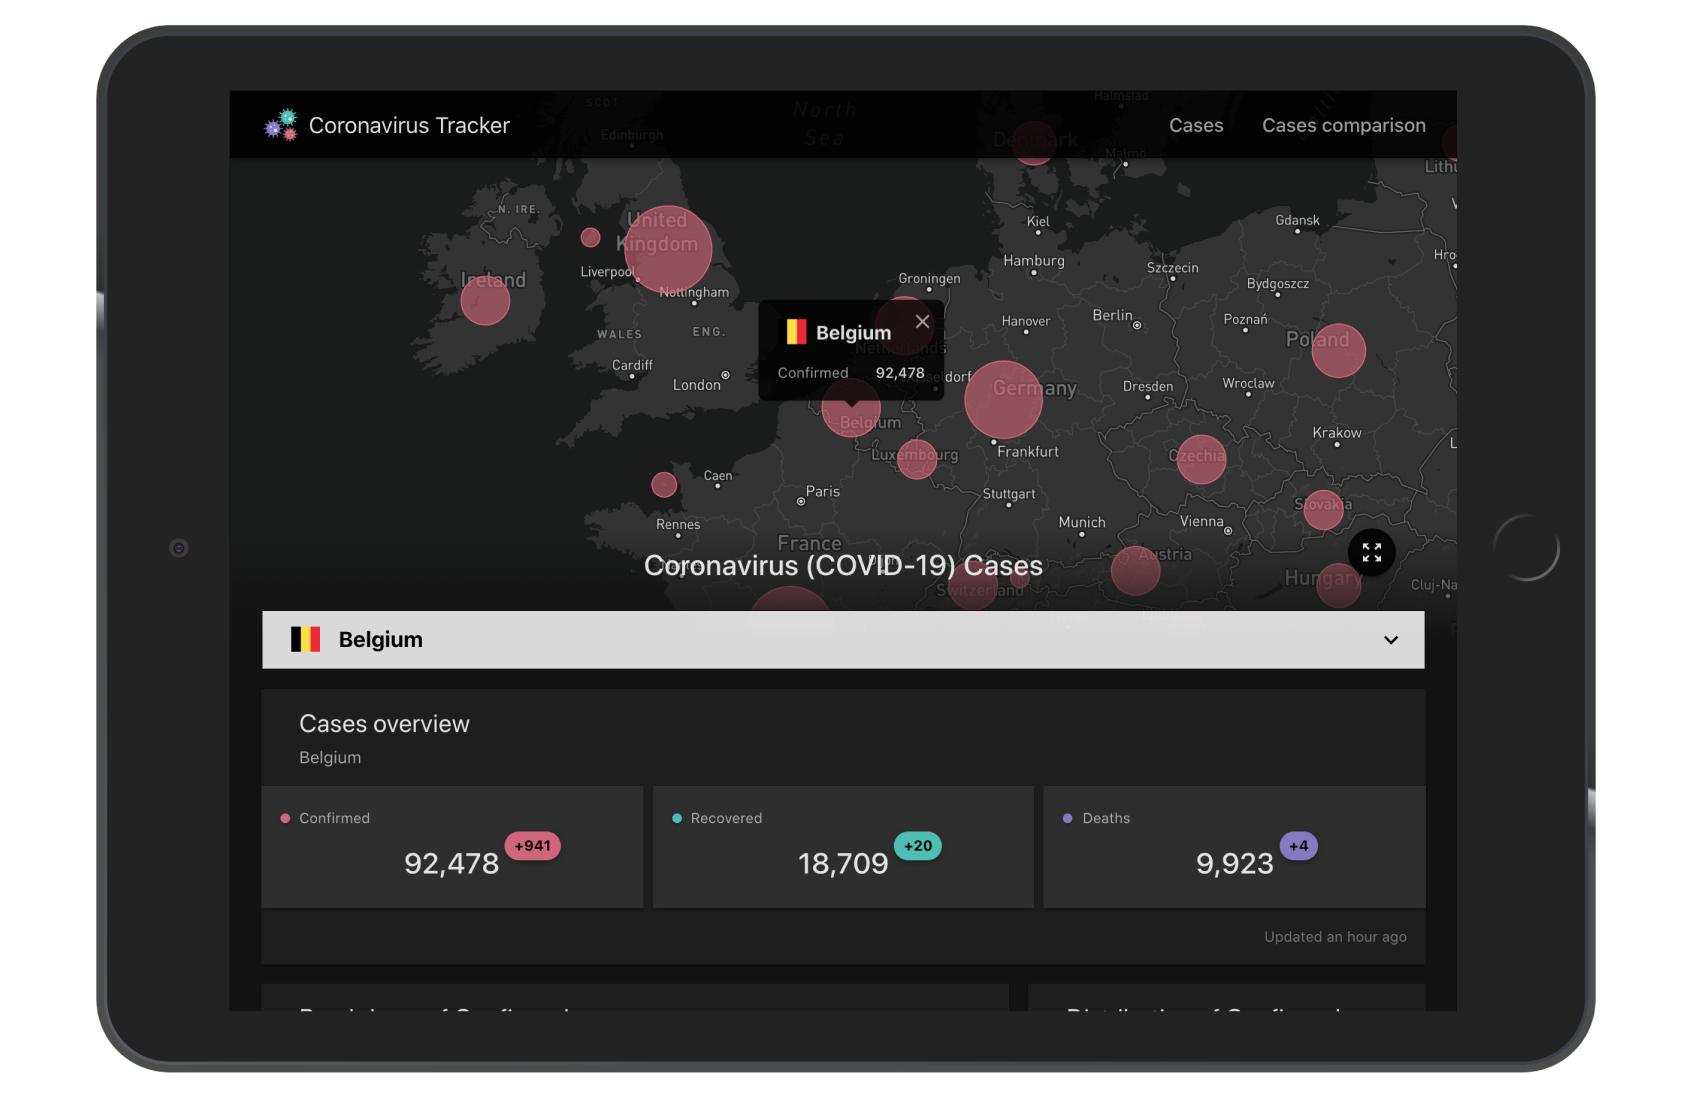 Coronavirus Tracker
Cases
Cases comparison
SCOT
North
Sea
Halmstad
Edinburgh
Denmark
Malmö
Lithu
N. IRE.
United
Kingdom
Kiel
Gdansk
Hro
Liverpool
Ireland
Nottingham
Groningen
Hamburg
Szczecin
Bydgoszcz
WALES
ENG.
Belgium
Netherlands
Hanover
Berlin
Poznań
Poland
Cardiff
London
Confirmed 92,478
Dusseldorf
Germany
Dresden
Wroclaw
Belgium
Krakow
Luxembourg
Frankfurt
Czechia
Caen
Paris
Stuttgart
Slovakia
Rennes
Munich
Vienna
France
Austria
Coronavirus (COVID-19) Cases
Switzerland
Hungary
Cluj-Na
Belgium
Cases overview
Belgium
Confirmed
92,478
+941
Recovered
18,709
+20
Deaths
9,923
+4
Updated an hour ago